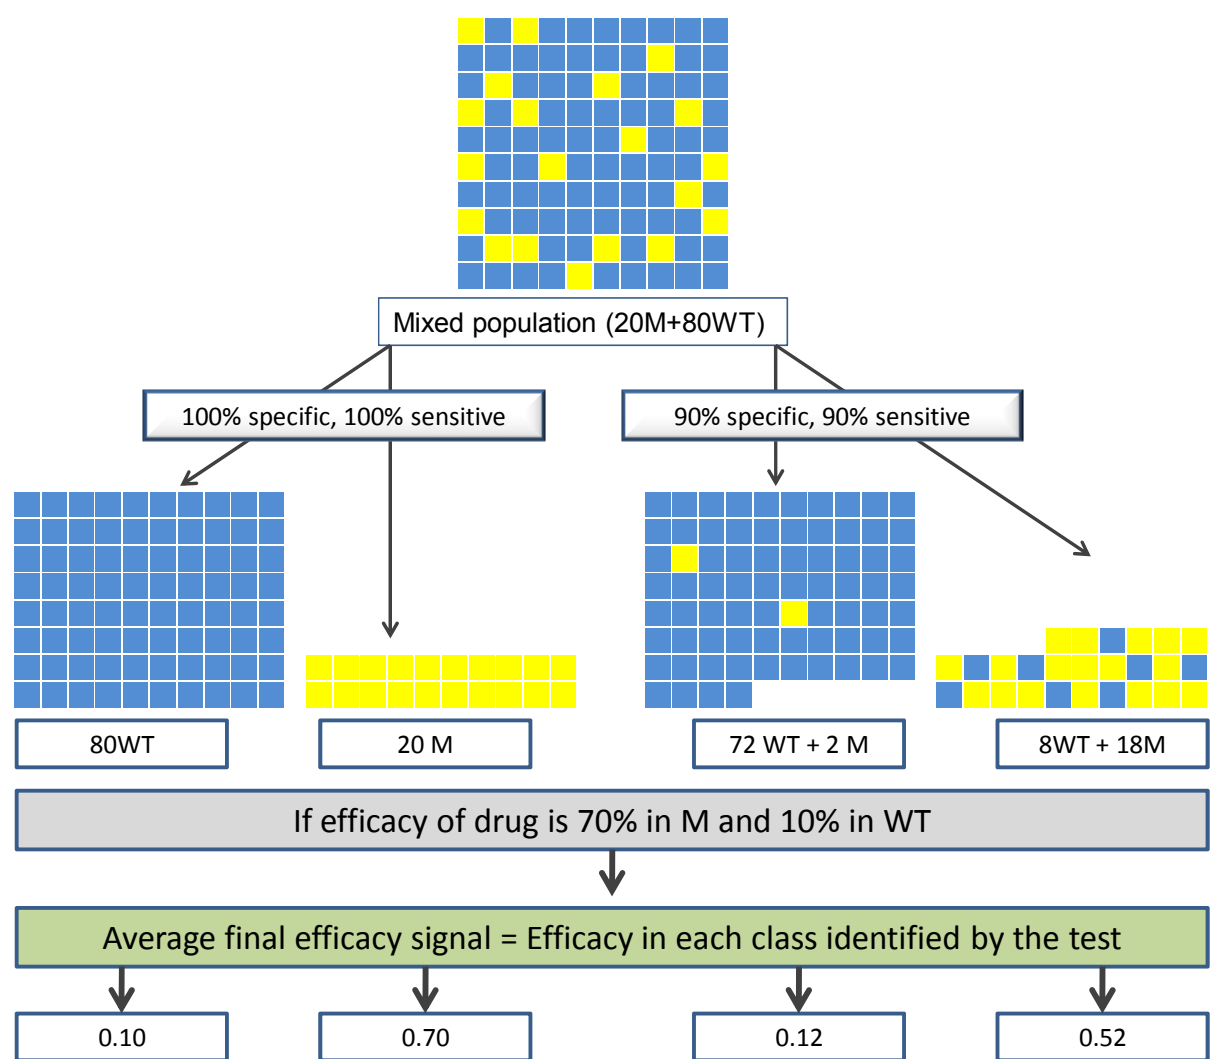 Mixed population (20M+80WT)
100% specific, 100% sensitive
90% specific, 90% sensitive
80WT
20 M
72 WT + 2 M
8WT + 18M
If efficacy of drug is 70% in M and 10% in WT
Average final efficacy signal = Efficacy in each class identified by the test
0.10
0.70
0.12
0.52